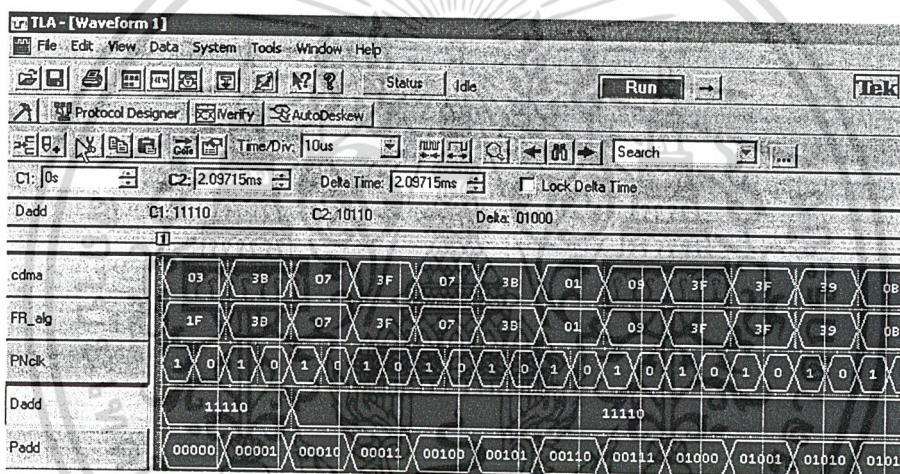 TLA - [Waveform 1]
File Edit View Data System Tools Window Help
Status Idle Run Tek
Protocol Designer iVerify AutoDeskew
Time/Div: 10us Search ...
C1: 0s C2: 2.09715ms Delta Time: 2.09715ms Lock Delta Time
Dadd C1: 11110 C2: 10110 Delta: 01000
1
cdma 03 3B 07 3F 07 3B 01 09 3F 3F 39 0B
FR_alg 1F 3B 07 3F 07 3B 01 09 3F 3F 39 0B
PNclk 1 0 1 0 1 0 1 0 1 0 1 0 1 0 1 0 1 0 1 0 1 0 1
Dadd 11110 11110
Padd 00000 00001 00010 00011 00100 00101 00110 00111 01000 01001 01010 0101